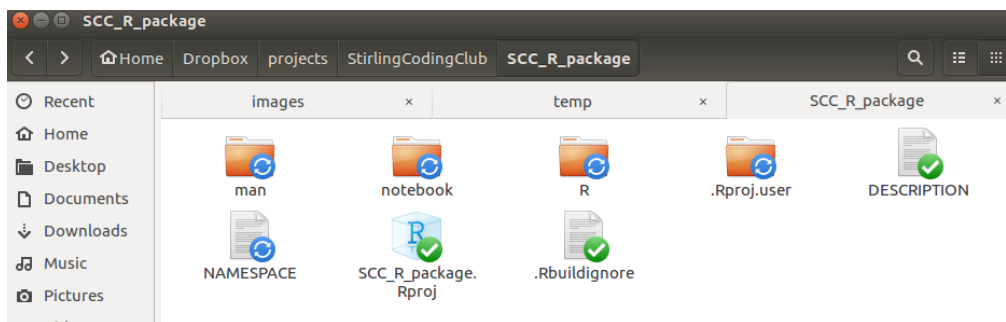 SCC_R_package
Home Dropbox projects StirlingCodingClub SCC_R_package
Recent
Home
Desktop
Documents
Downloads
Music
Pictures
images × temp × SCC_R_package ×
man notebook R .Rproj.user DESCRIPTION
NAMESPACE SCC_R_package. .Rbuildignore
Rproj